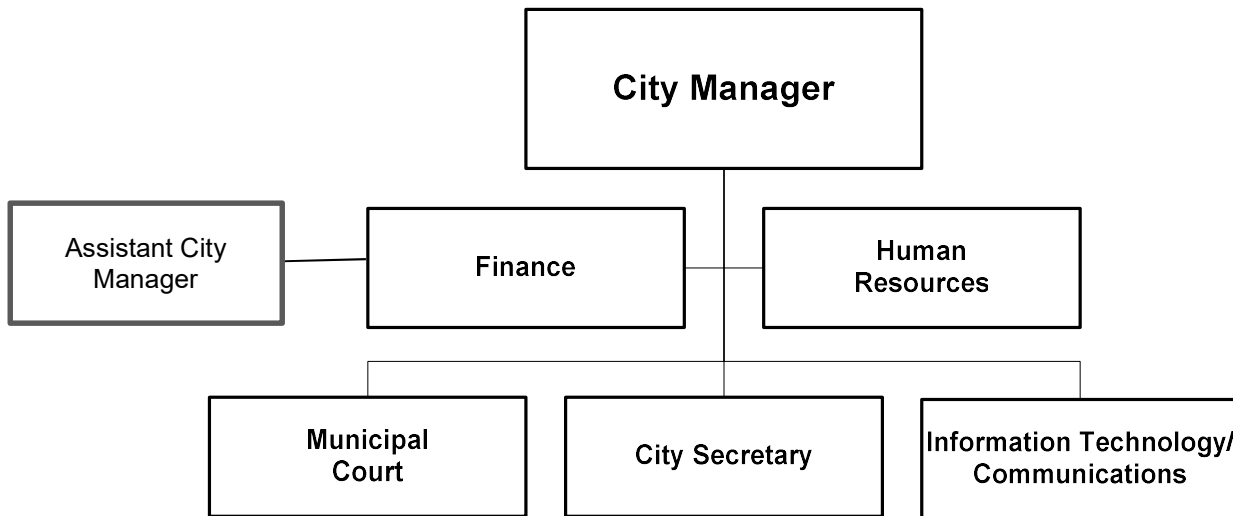 City Manager
Assistant City
Manager
Finance
Human
Resources
Municipal
Court
City Secretary
Information Technology/
Communications